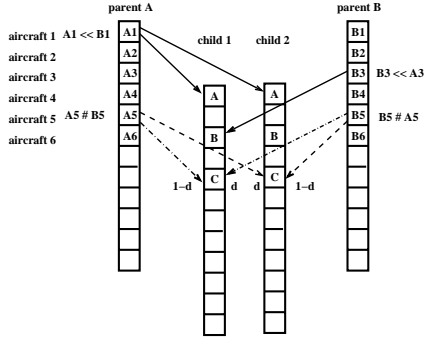 parent A parent B
aircraft 1 A1 << B1 A1 B1
child 1 child 2
aircraft 2 A2 B2
aircraft 3 A3 B3 B3 << A3
aircraft 4 A4 A A B4
aircraft 5 A5 # B5 A5 B5 B5 # A5
aircraft 6 A6 B B B6
C C
1-d d d 1-d